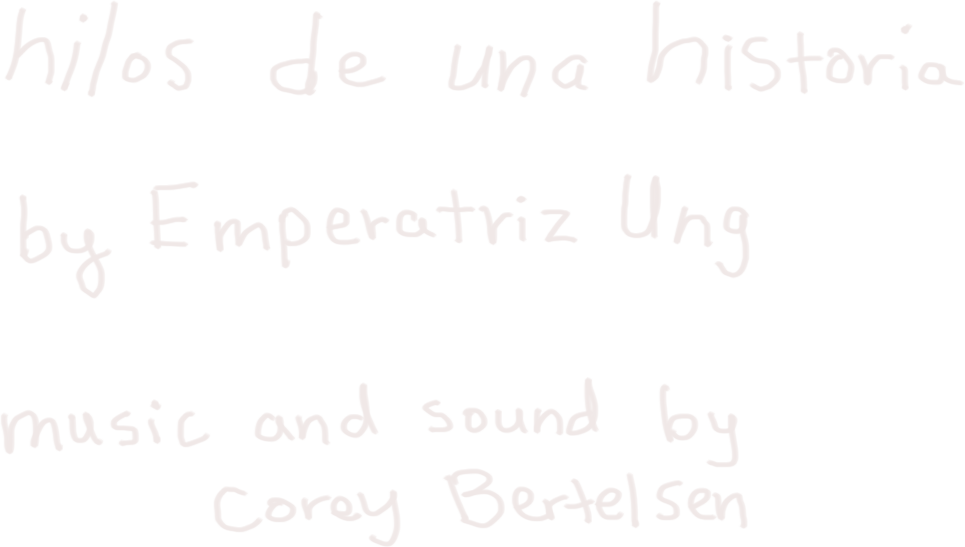 hilos de una historia
by Emperatriz Ung
music and sound by
Corey Bertelsen